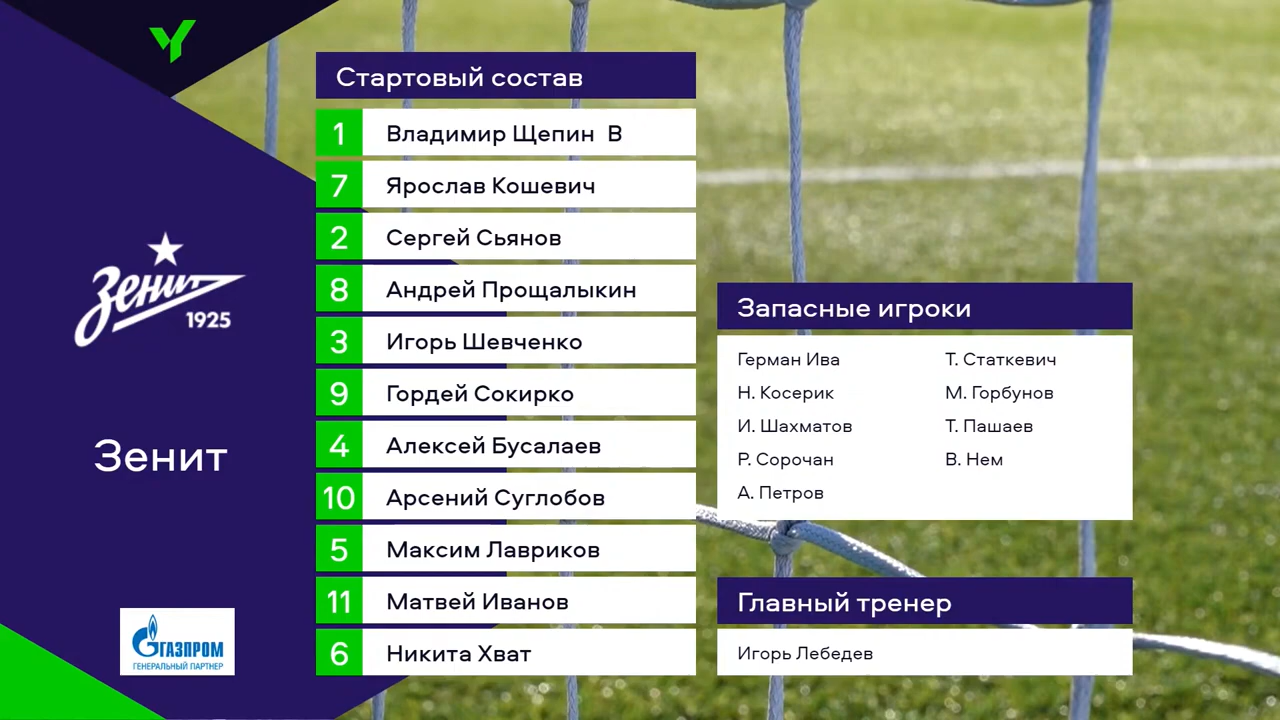 Стартовый состав
1 Владимир Щепин В
7 Ярослав Кошевич
2 Сергей Сьянов
8 Андрей Прощалыкин
3 Игорь Шевченко
9 Гордей Сокирко
4 Алексей Бусалаев
10 Арсений Суглобов
5 Максим Лавриков
11 Матвей Иванов
6 Никита Хват
Зенит
1925
Зенит
ГАЗПРОМ
ГЕНЕРАЛЬНЫЙ ПАРТНЕР
Запасные игроки
Герман Ива
Н. Косерик
И. Шахматов
Р. Сорочан
А. Петров
Т. Статкевич
М. Горбунов
Т. Пашаев
В. Нем
Главный тренер
Игорь Лебедев